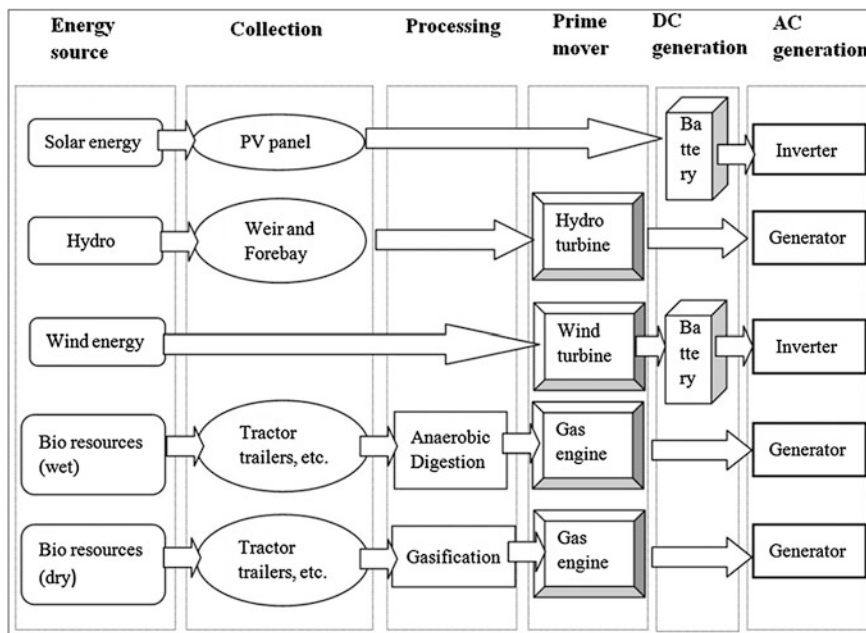 Energy source
Collection
Processing
Prime mover
DC generation
AC generation
Solar energy
PV panel
Ba
tte
ry
Inverter
Hydro
Weir and
Forebay
Hydro
turbine
Generator
Wind energy
Wind
turbine
Ba
tte
ry
Inverter
Bio resources
(wet)
Tractor
trailers, etc.
Anaerobic
Digestion
Gas
engine
Generator
Bio resources
(dry)
Tractor
trailers, etc.
Gasification
Gas
engine
Generator